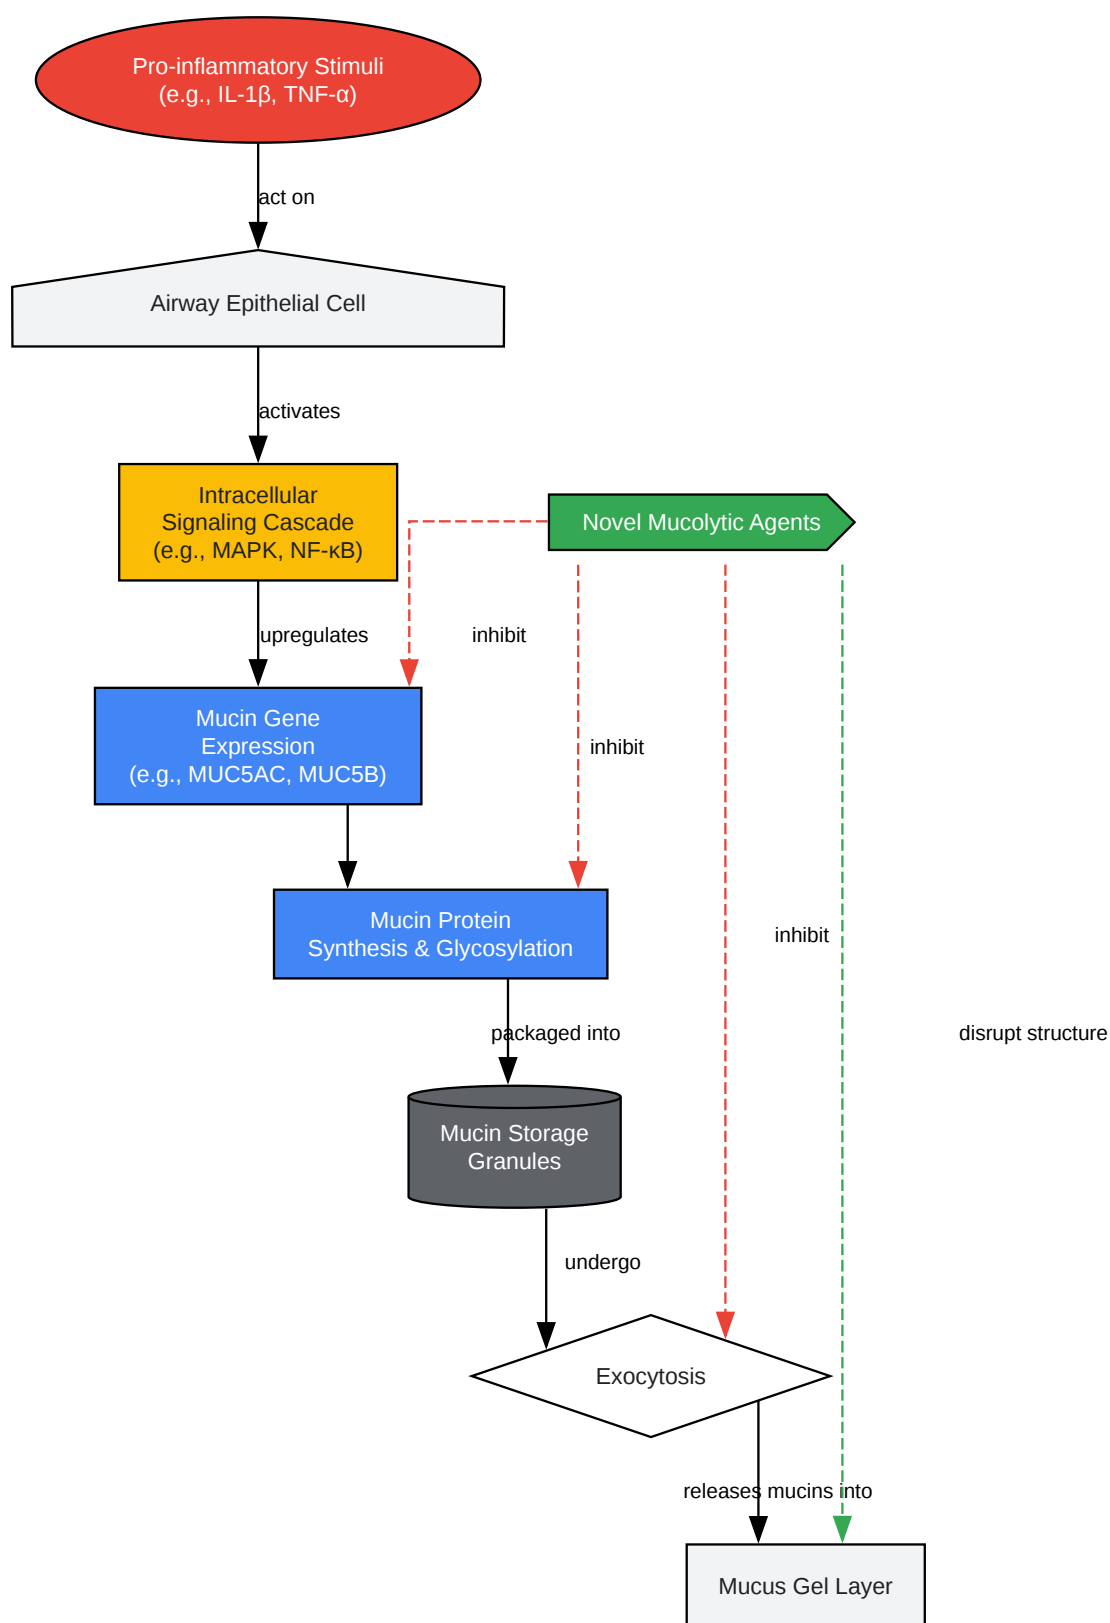 Pro-inflammatory Stimuli
(e.g., IL-1β, TNF-α)
act on
Airway Epithelial Cell
activates
Intracellular
Signaling Cascade
(e.g., MAPK, NF-κB)
Novel Mucolytic Agents
upregulates
inhibit
Mucin Gene
Expression
(e.g., MUC5AC, MUC5B)
inhibit
Mucin Protein
Synthesis & Glycosylation
inhibit
packaged into
disrupt structure
Mucin Storage
Granules
undergo
Exocytosis
releases mucins into
Mucus Gel Layer